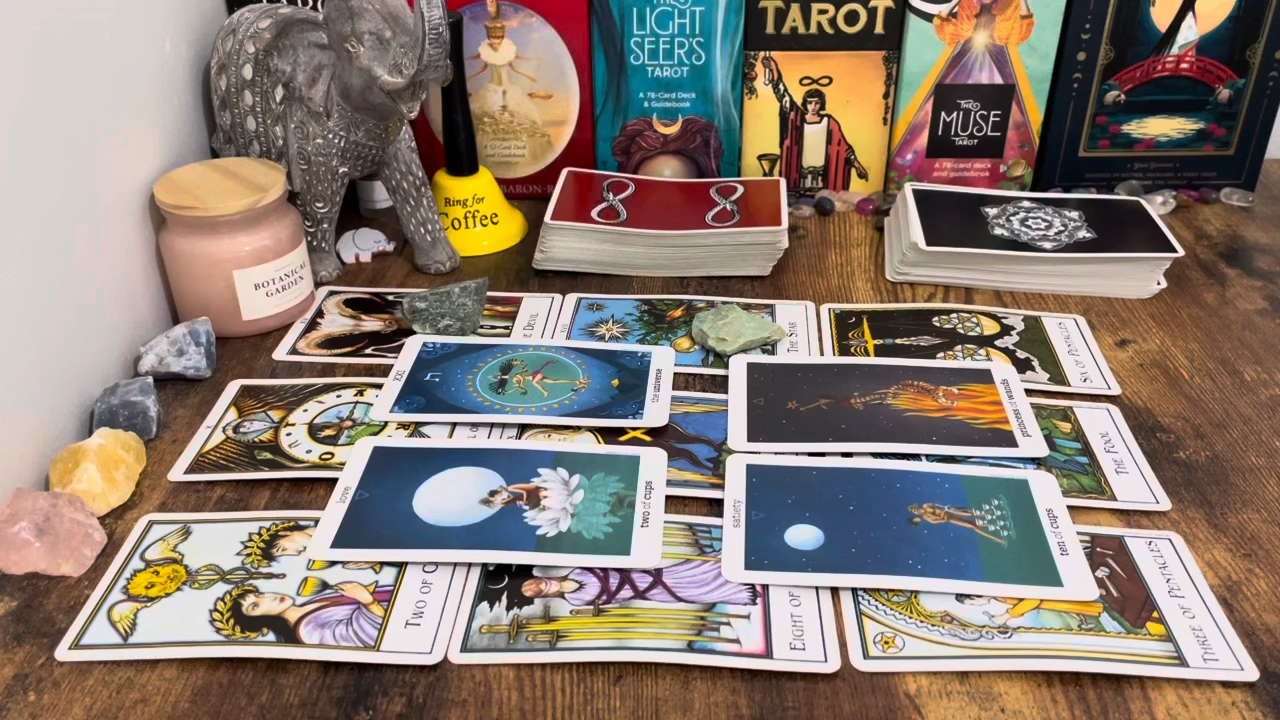 THE
LIGHT
SEER'S
TAROT
A 78-Card Deck
& Guidebook
TAROT
THE
MUSE
TAROT
A 78-card deck
and guidebook
BARON-R
Ring for
Coffee
BOTANICAL
GARDEN
DEVIL
THE STAR
SIX OF PENTACLES
XXI
the universe
princess of wands
THE FOOL
love
two of cups
satiety
ten of cups
TWO OF C
EIGHT OF
THREE OF PENTACLES